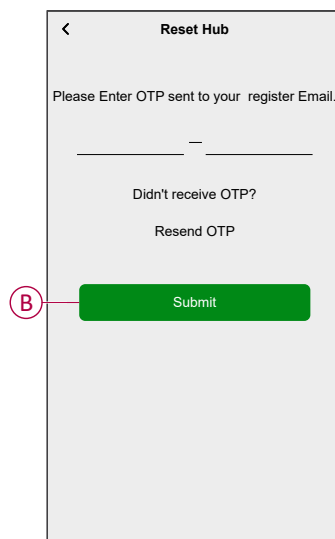 Reset Hub
Please Enter OTP sent to your register Email.
Didn't receive OTP?
Resend OTP
B
Submit